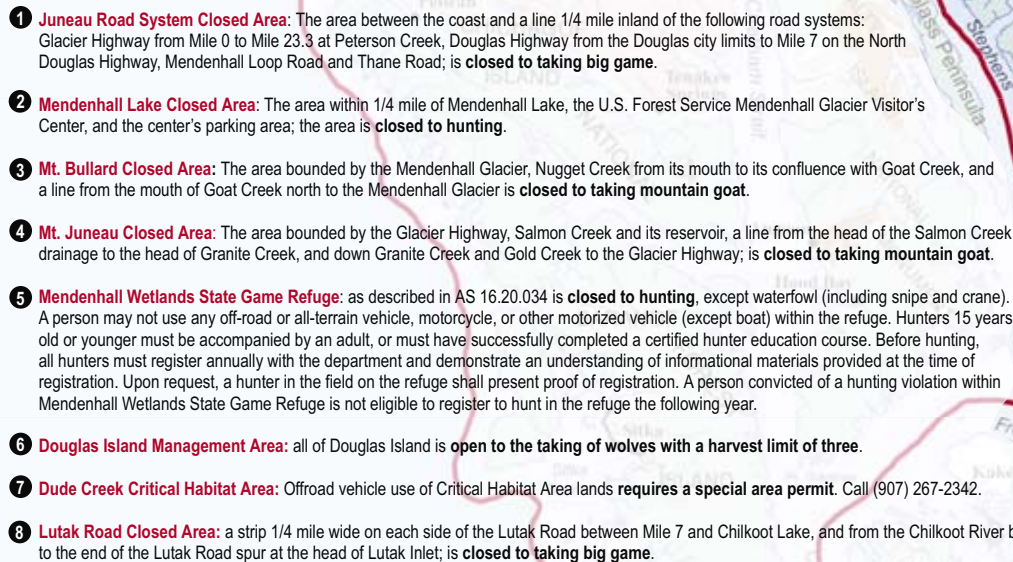 1 Juneau Road System Closed Area: The area between the coast and a line 1/4 mile inland of the following road systems:
Glacier Highway from Mile 0 to Mile 23.3 at Peterson Creek, Douglas Highway from the Douglas city limits to Mile 7 on the North
Douglas Highway, Mendenhall Loop Road and Thane Road; is closed to taking big game.
2 Mendenhall Lake Closed Area: The area within 1/4 mile of Mendenhall Lake, the U.S. Forest Service Mendenhall Glacier Visitor's
Center, and the center's parking area; the area is closed to hunting.
3 Mt. Bullard Closed Area: The area bounded by the Mendenhall Glacier, Nugget Creek from its mouth to its confluence with Goat Creek, and
a line from the mouth of Goat Creek north to the Mendenhall Glacier is closed to taking mountain goat.
4 Mt. Juneau Closed Area: The area bounded by the Glacier Highway, Salmon Creek and its reservoir, a line from the head of the Salmon Creek
drainage to the head of Granite Creek, and down Granite Creek and Gold Creek to the Glacier Highway; is closed to taking mountain goat.
5 Mendenhall Wetlands State Game Refuge: as described in AS 16.20.034 is closed to hunting, except waterfowl (including snipe and crane).
A person may not use any off-road or all-terrain vehicle, motorcycle, or other motorized vehicle (except boat) within the refuge. Hunters 15 years
old or younger must be accompanied by an adult, or must have successfully completed a certified hunter education course. Before hunting,
all hunters must register annually with the department and demonstrate an understanding of informational materials provided at the time of
registration. Upon request, a hunter in the field on the refuge shall present proof of registration. A person convicted of a hunting violation within
Mendenhall Wetlands State Game Refuge is not eligible to register to hunt in the refuge the following year.
6 Douglas Island Management Area: all of Douglas Island is open to the taking of wolves with a harvest limit of three.
7 Dude Creek Critical Habitat Area: Offroad vehicle use of Critical Habitat Area lands requires a special area permit. Call (907) 267-2342.
8 Lutak Road Closed Area: a strip 1/4 mile wide on each side of the Lutak Road between Mile 7 and Chilkoot Lake, and from the Chilkoot River b
to the end of the Lutak Road spur at the head of Lutak Inlet; is closed to taking big game.
Glass Peninsula
Stephens
ISLAND
Tenakee
Springs
Hood Bay
Sitka
Sitka
ISLAND
Kake